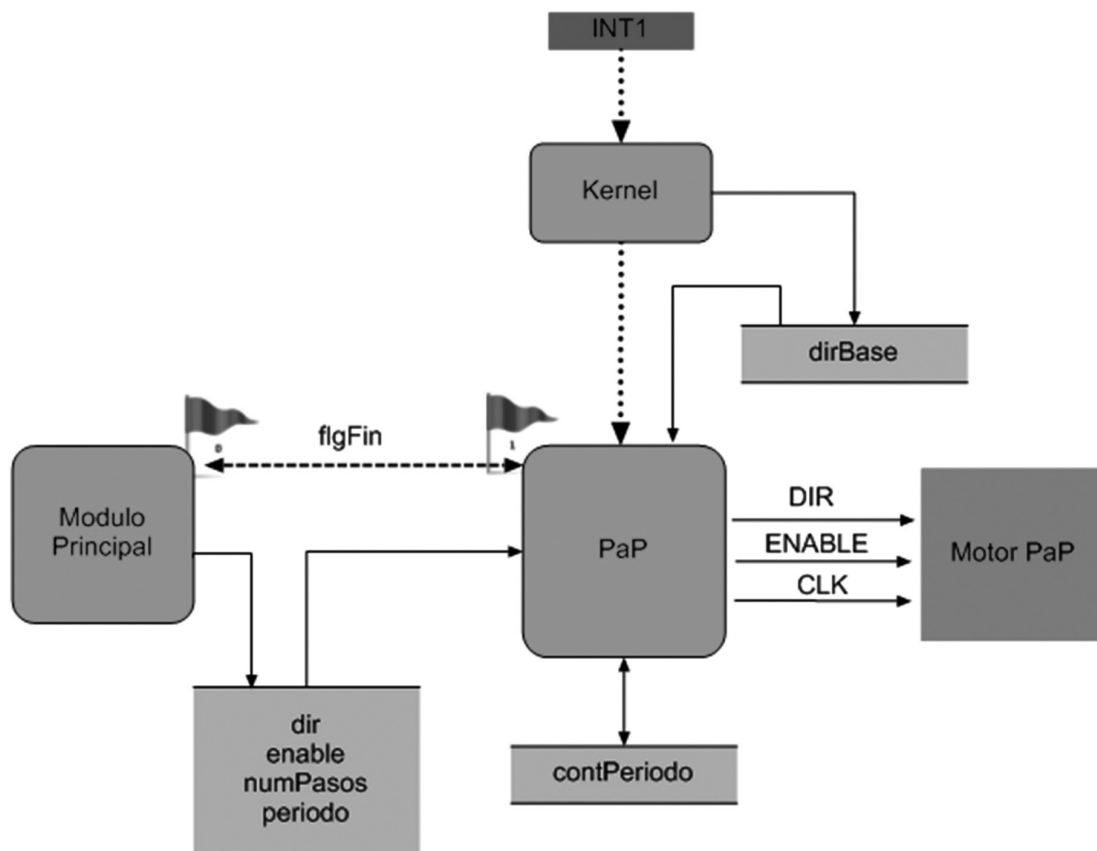 INT1
Kernel
dirBase
flgFin
0
1
Modulo
Principal
PaP
DIR
ENABLE
CLK
Motor PaP
dir
enable
numPasos
periodo
contPeriodo